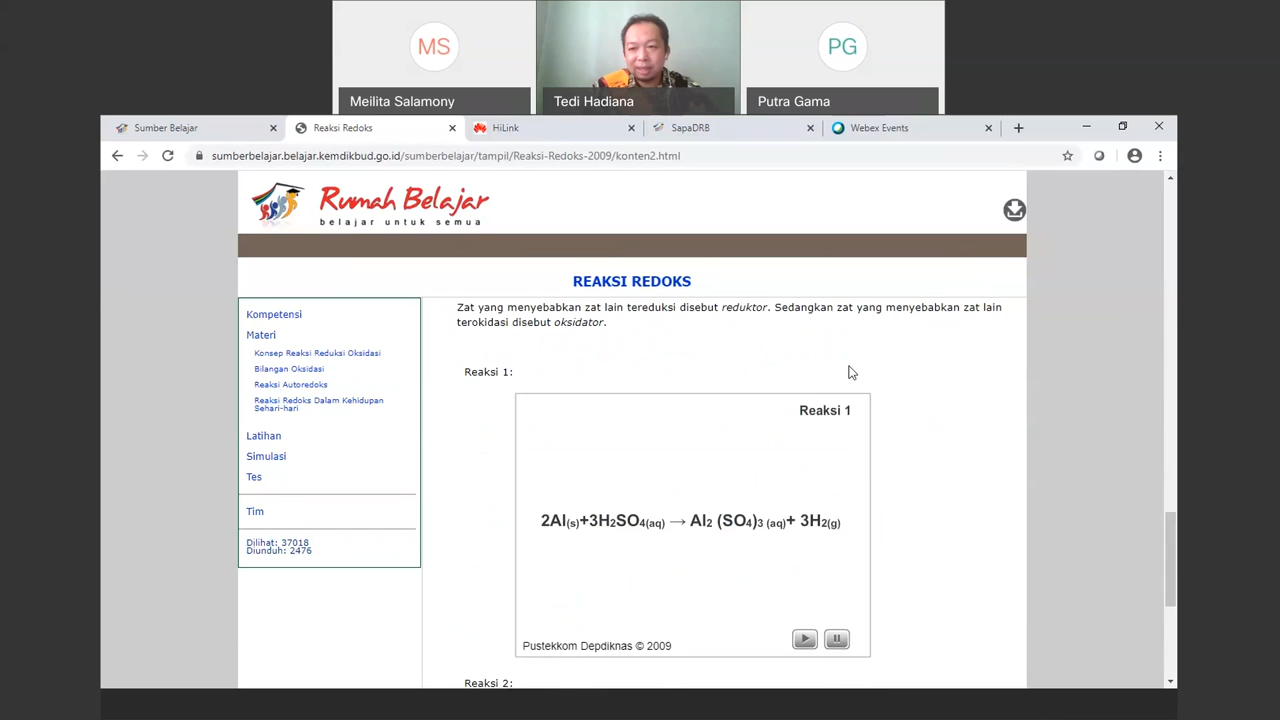 MS
PG
Meilita Salamony
Tedi Hadiana
Putra Gama
Sumber Belajar
Reaksi Redoks
HiLink
SapaDRB
Webex Events
sumberbelajar.belajar.kemdikbud.go.id/sumberbelajar/tampil/Reaksi-Redoks-2009/konten2.html
Rumah Belajar
belajar untuk semua
REAKSI REDOKS
Kompetensi
Materi
Konsep Reaksi Reduksi Oksidasi
Bilangan Oksidasi
Reaksi Autoredoks
Reaksi Redoks Dalam Kehidupan
Sehari-hari
Latihan
Simulasi
Tes
Tim
Dilihat: 37018
Diunduh: 2476
Zat yang menyebabkan zat lain tereduksi disebut reduktor. Sedangkan zat yang menyebabkan zat lain
terokidasi disebut oksidator.
Reaksi 1:
Reaksi 1
2Al(s)+3H2SO4(aq) → Al2 (SO4)3 (aq)+ 3H2(g)
Pustekkom Depdiknas © 2009
Reaksi 2: